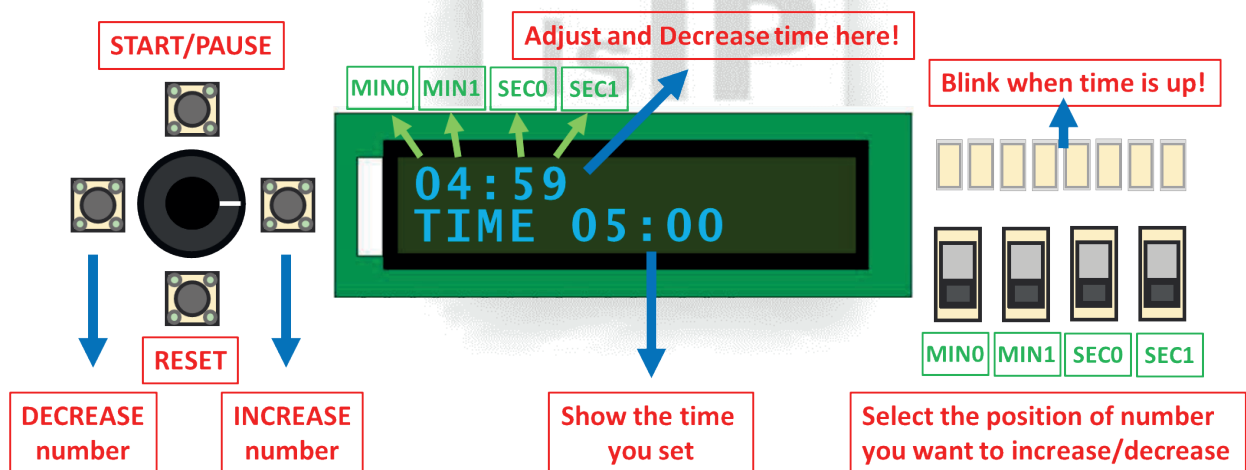 START/PAUSE
Adjust and Decrease time here!
MIN0 MIN1 SEC0 SEC1
Blink when time is up!
04:59
TIME 05:00
RESET
MIN0 MIN1 SEC0 SEC1
DECREASE
number
INCREASE
number
Show the time
you set
Select the position of number
you want to increase/decrease